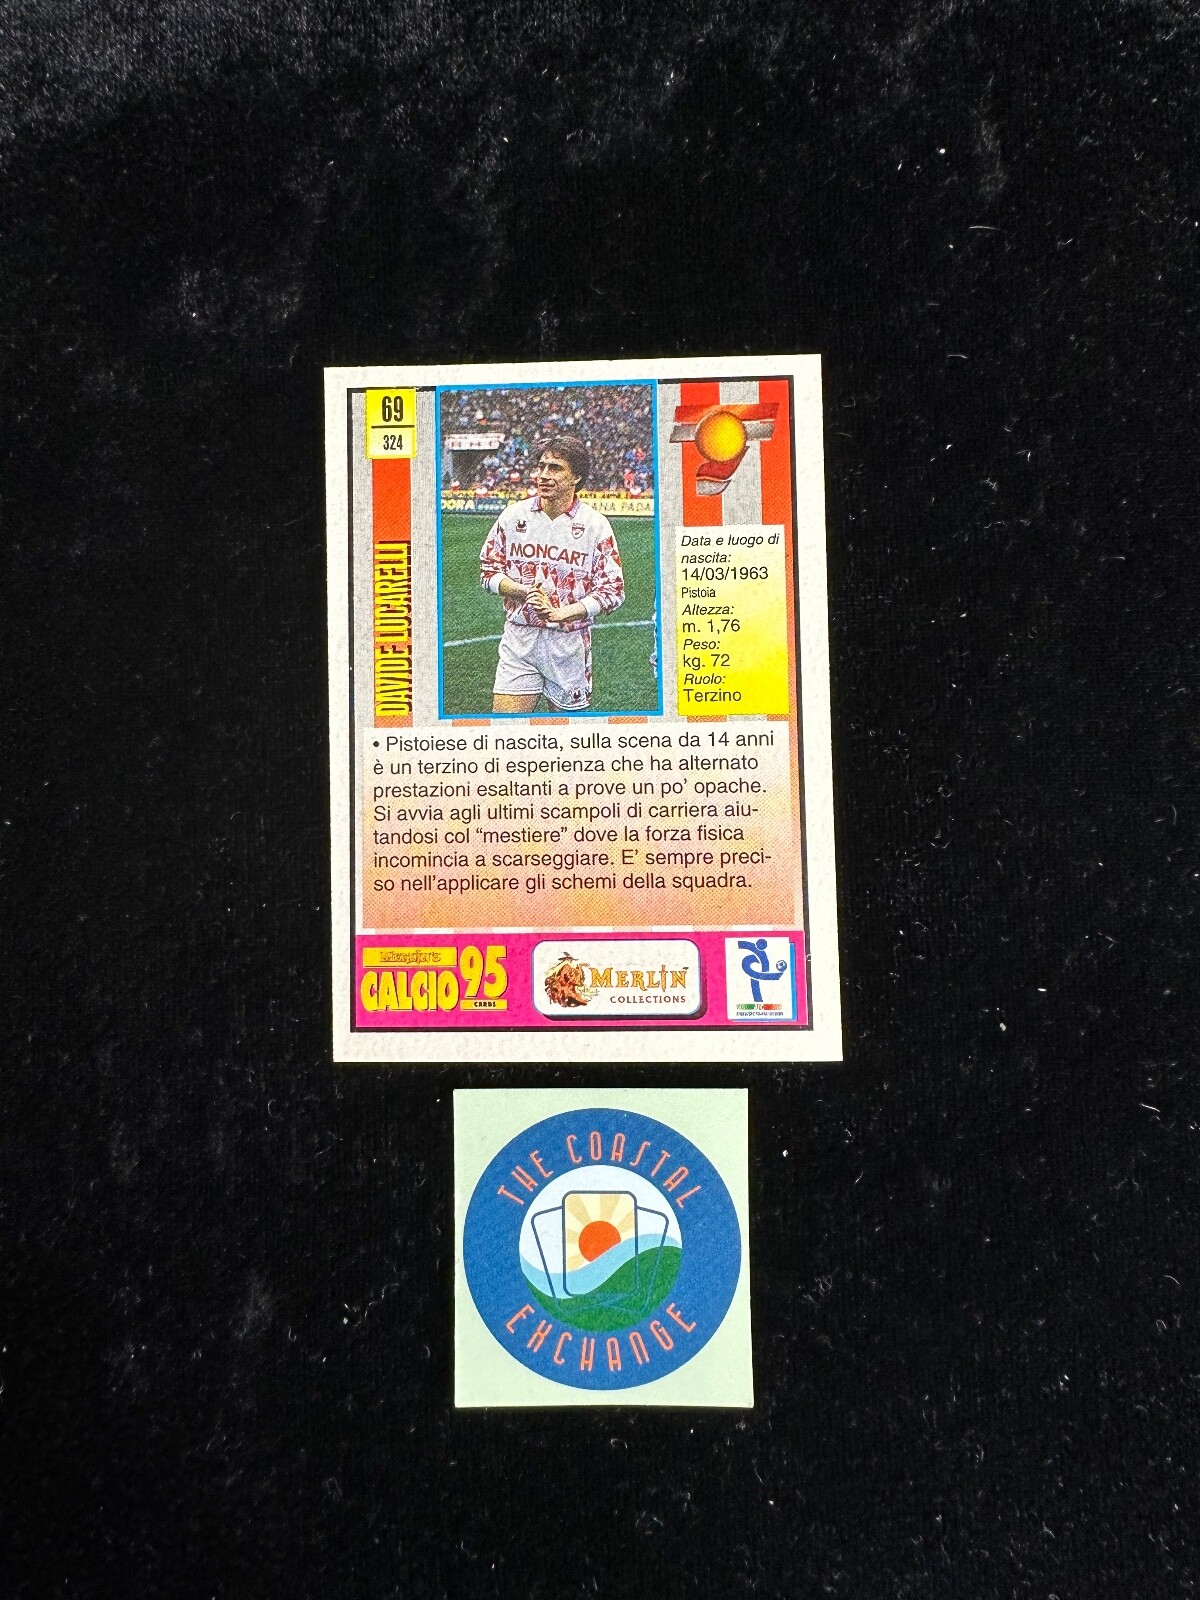 69
324
DAVIDE LUCARELLI
DORA
ANA PADA
MONCART
Data e luogo di
nascita:
14/03/1963
Pistoia
Altezza:
m. 1,76
Peso:
kg. 72
Ruolo:
Terzino
• Pistoiese di nascita, sulla scena da 14 anni
è un terzino di esperienza che ha alternato
prestazioni esaltanti a prove un po' opache.
Si avvia agli ultimi scampoli di carriera aiu-
tandosi col “mestiere” dove la forza fisica
incomincia a scarseggiare. E' sempre preci-
so nell'applicare gli schemi della squadra.
Merlin's
CALCIO 95
CARDS
MERLIN
COLLECTIONS
THE COASTAL
EXCHANGE